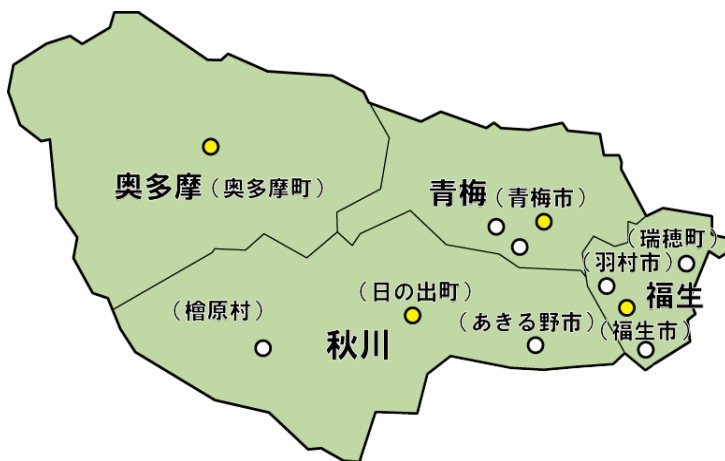 奥多摩（奥多摩町）
青梅（青梅市）
（瑞穂町）
（羽村市）
福生
（福生市）
（檜原村）
（日の出町）
（あきる野市）
秋川